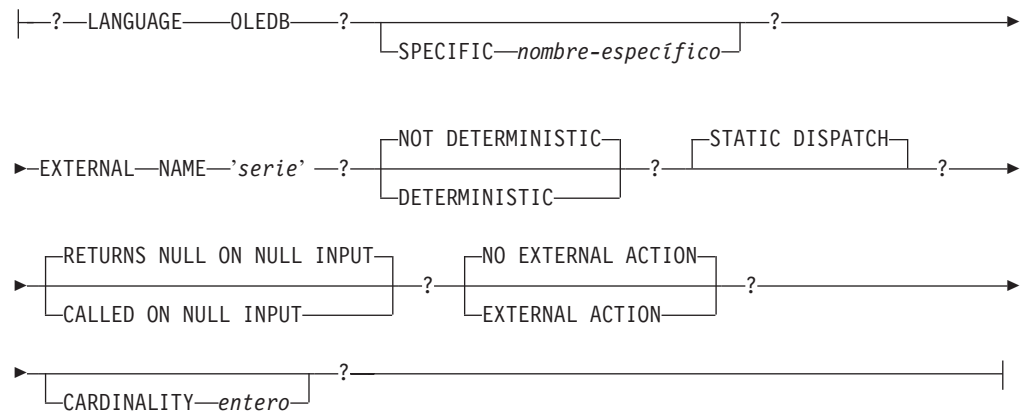 ? LANGUAGE OLEDB ? ?
SPECIFIC nombre-específico
NOT DETERMINISTIC STATIC DISPATCH
EXTERNAL NAME 'serie' ? ? ?
DETERMINISTIC
RETURNS NULL ON NULL INPUT NO EXTERNAL ACTION
? ?
CALLED ON NULL INPUT EXTERNAL ACTION
?
CARDINALITY entero